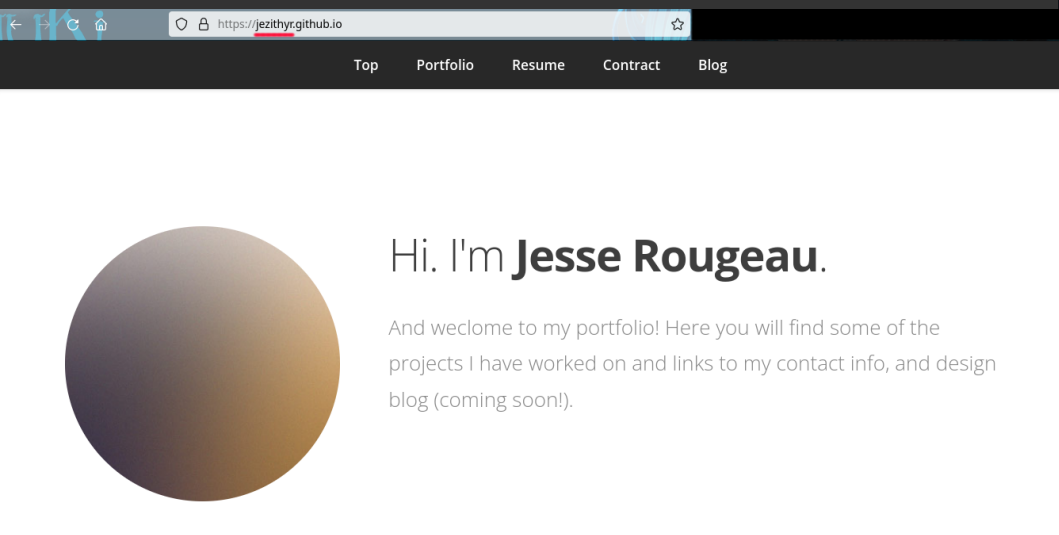 https://jezithyr.github.io
Top Portfolio Resume Contract Blog
Hi. I'm Jesse Rougeau.
And weclome to my portfolio! Here you will find some of the
projects I have worked on and links to my contact info, and design
blog (coming soon!).